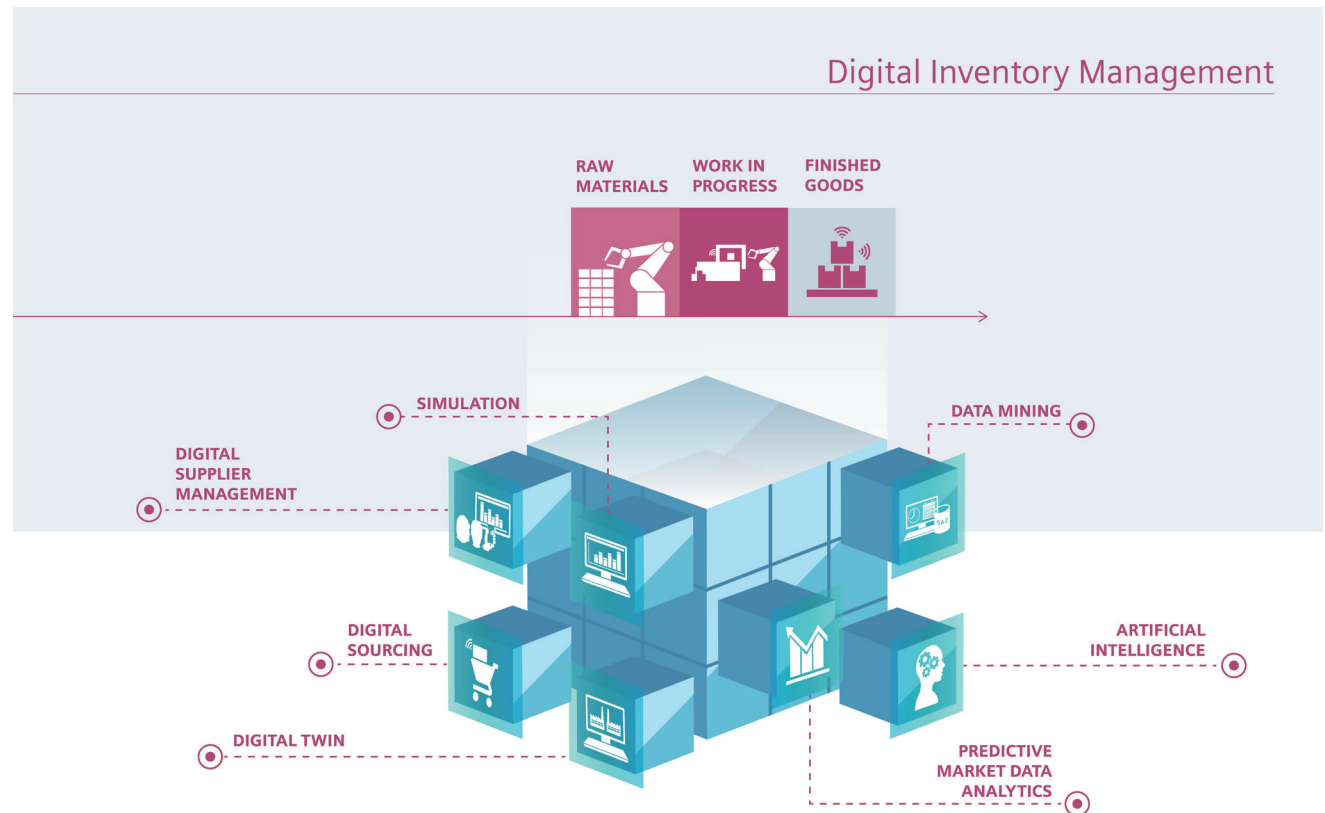 Digital Inventory Management
RAW
MATERIALS
WORK IN
PROGRESS
FINISHED
GOODS
SIMULATION
DATA MINING
DIGITAL
SUPPLIER
MANAGEMENT
DIGITAL
SOURCING
ARTIFICIAL
INTELLIGENCE
DIGITAL TWIN
PREDICTIVE
MARKET DATA
ANALYTICS